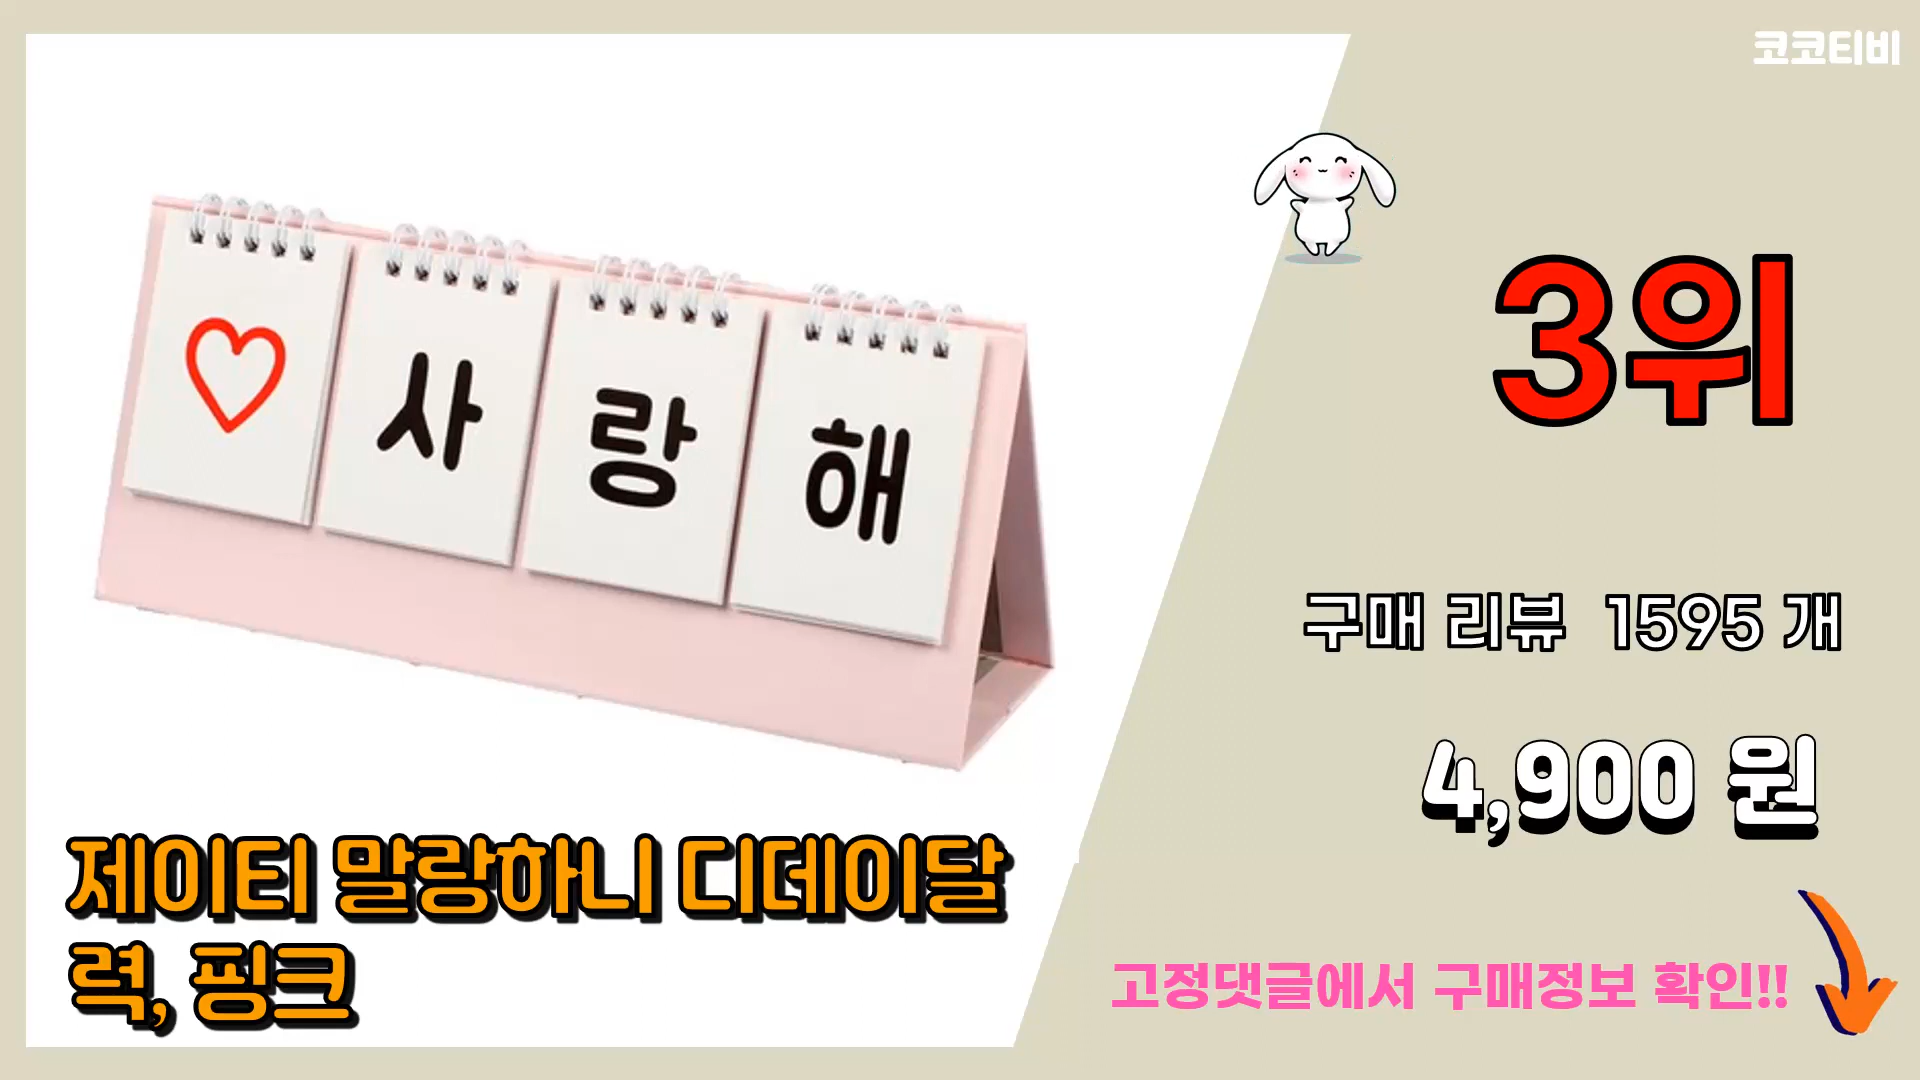 코코티비
♡ 사랑해
3위
구매 리뷰 1595 개
4,900 원
제이티 말랑하니 디데이달
력, 핑크
고정댓글에서 구매정보 확인!!